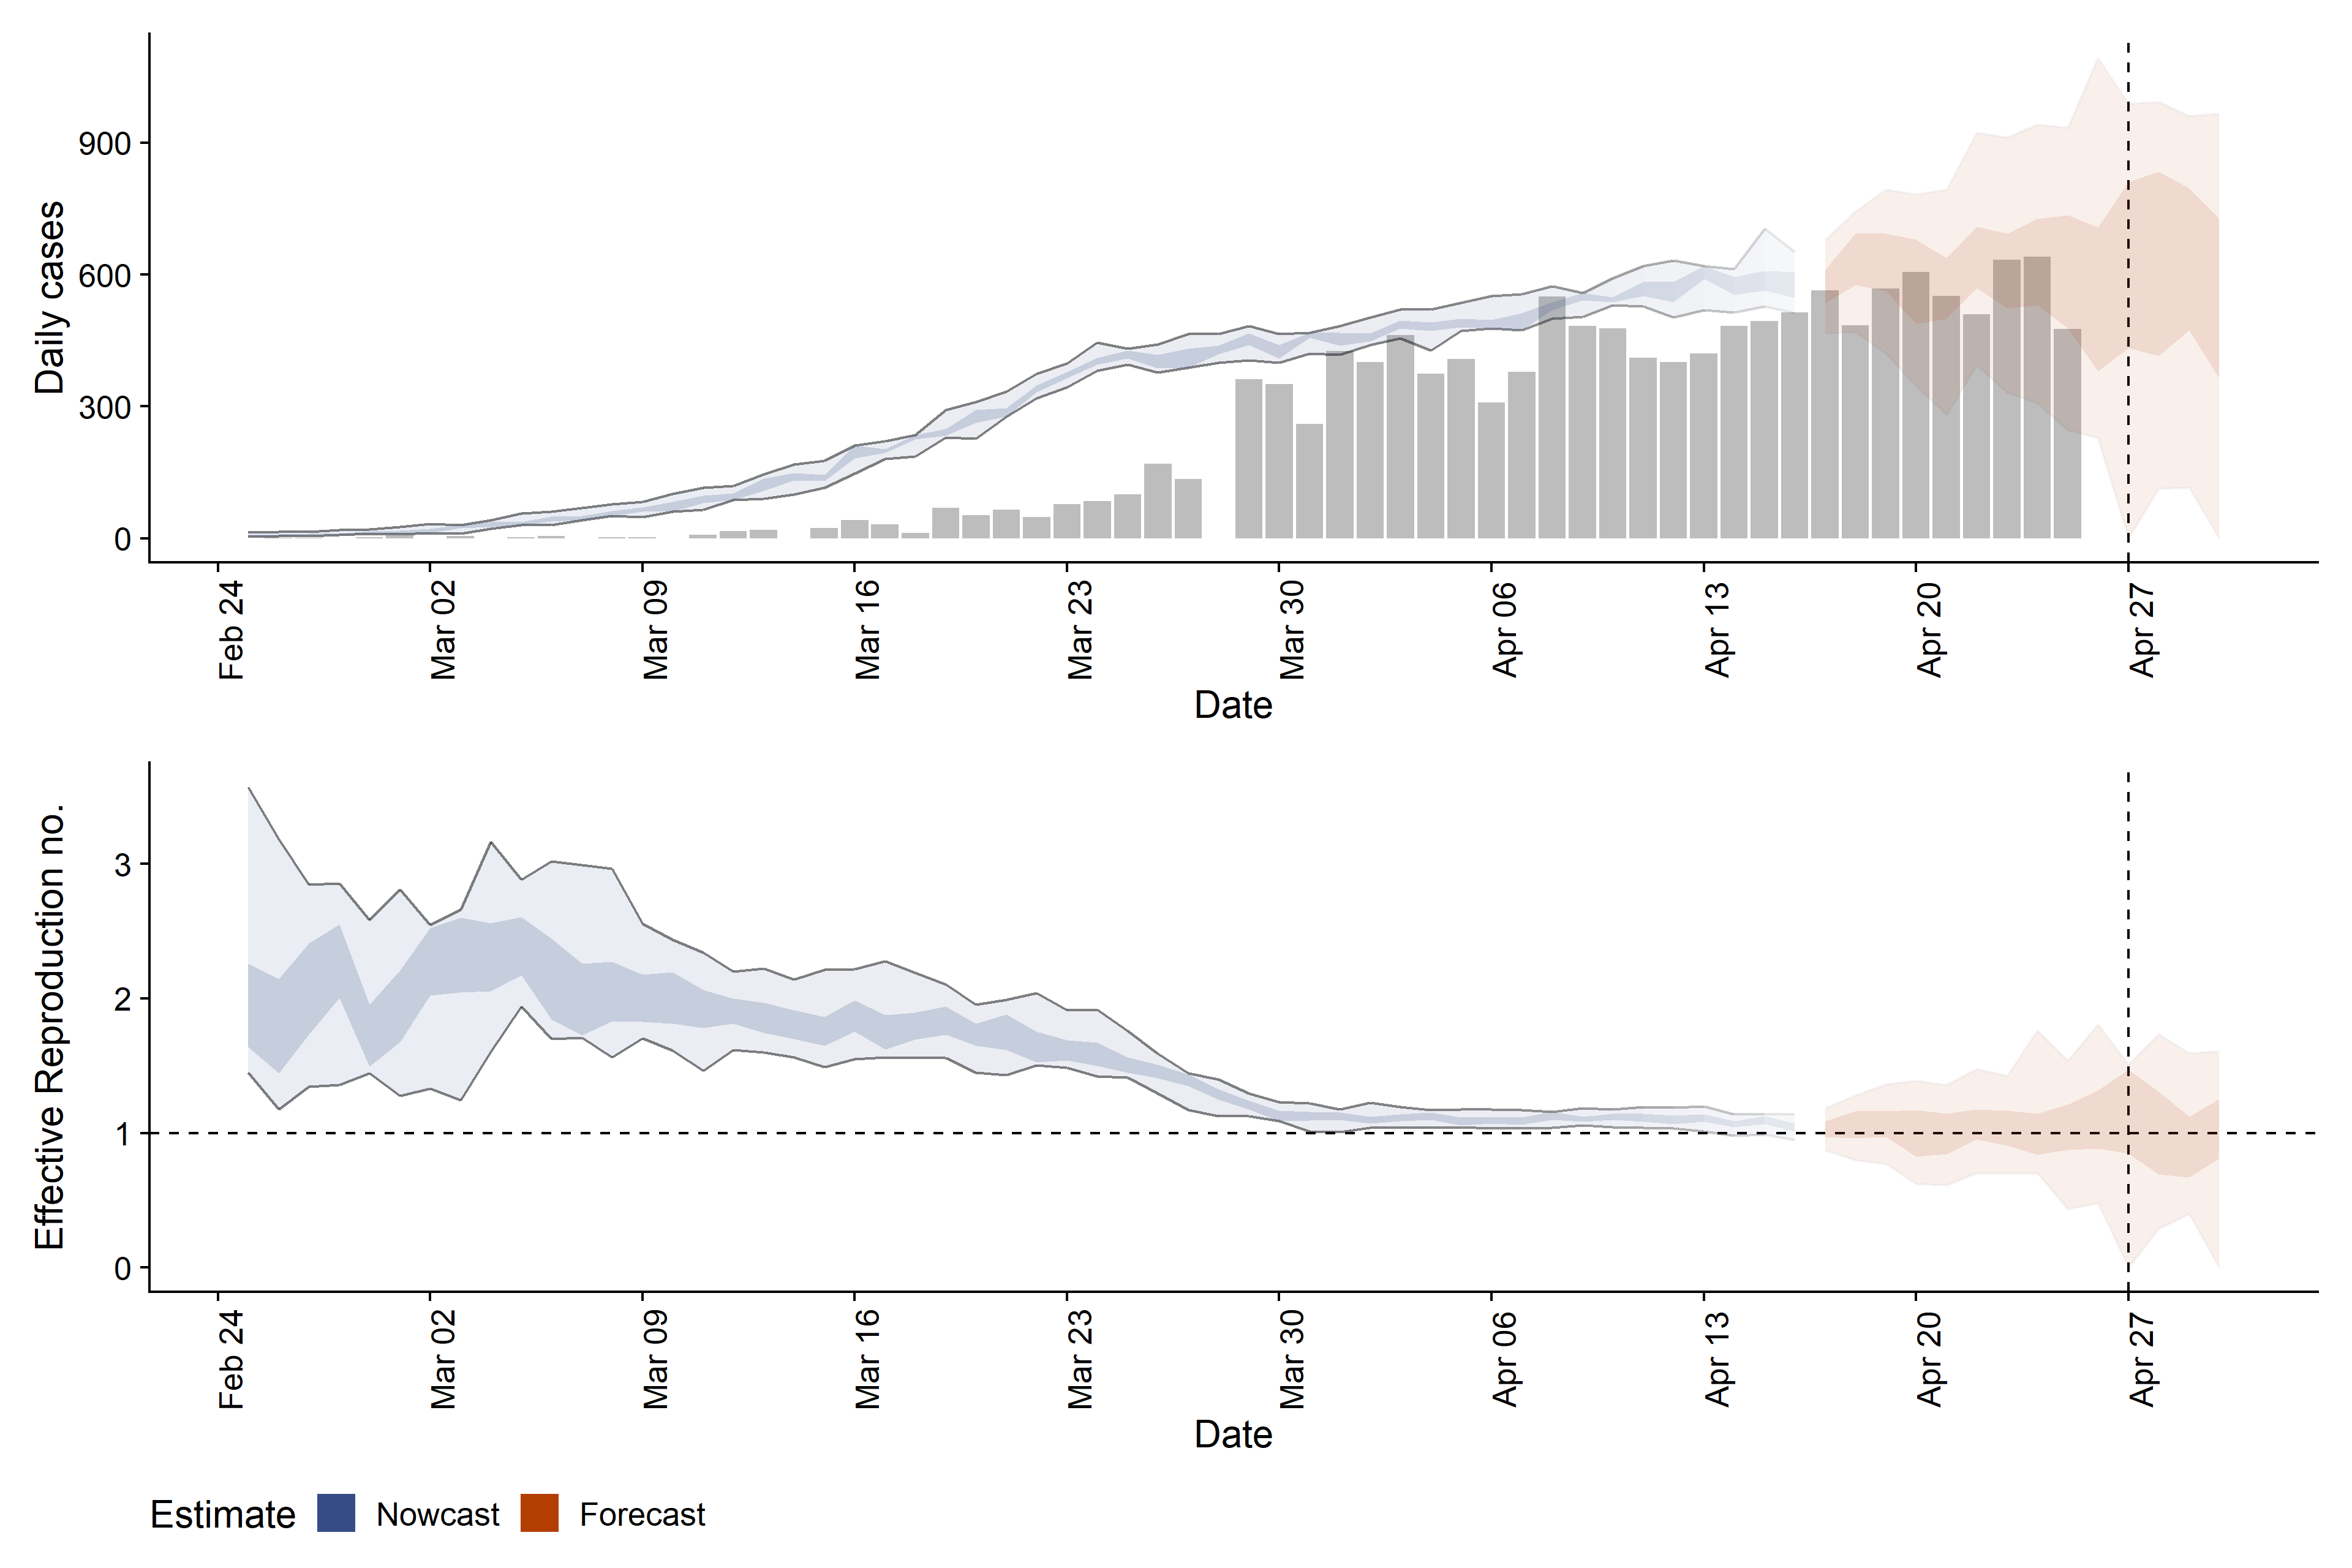 Daily cases
900
600
300
0
Feb 24
Mar 02
Mar 09
Mar 16
Mar 23
Mar 30
Apr 06
Apr 13
Apr 20
Apr 27
Date
Effective Reproduction no.
3
2
1
0
Feb 24
Mar 02
Mar 09
Mar 16
Mar 23
Mar 30
Apr 06
Apr 13
Apr 20
Apr 27
Date
Estimate Nowcast Forecast